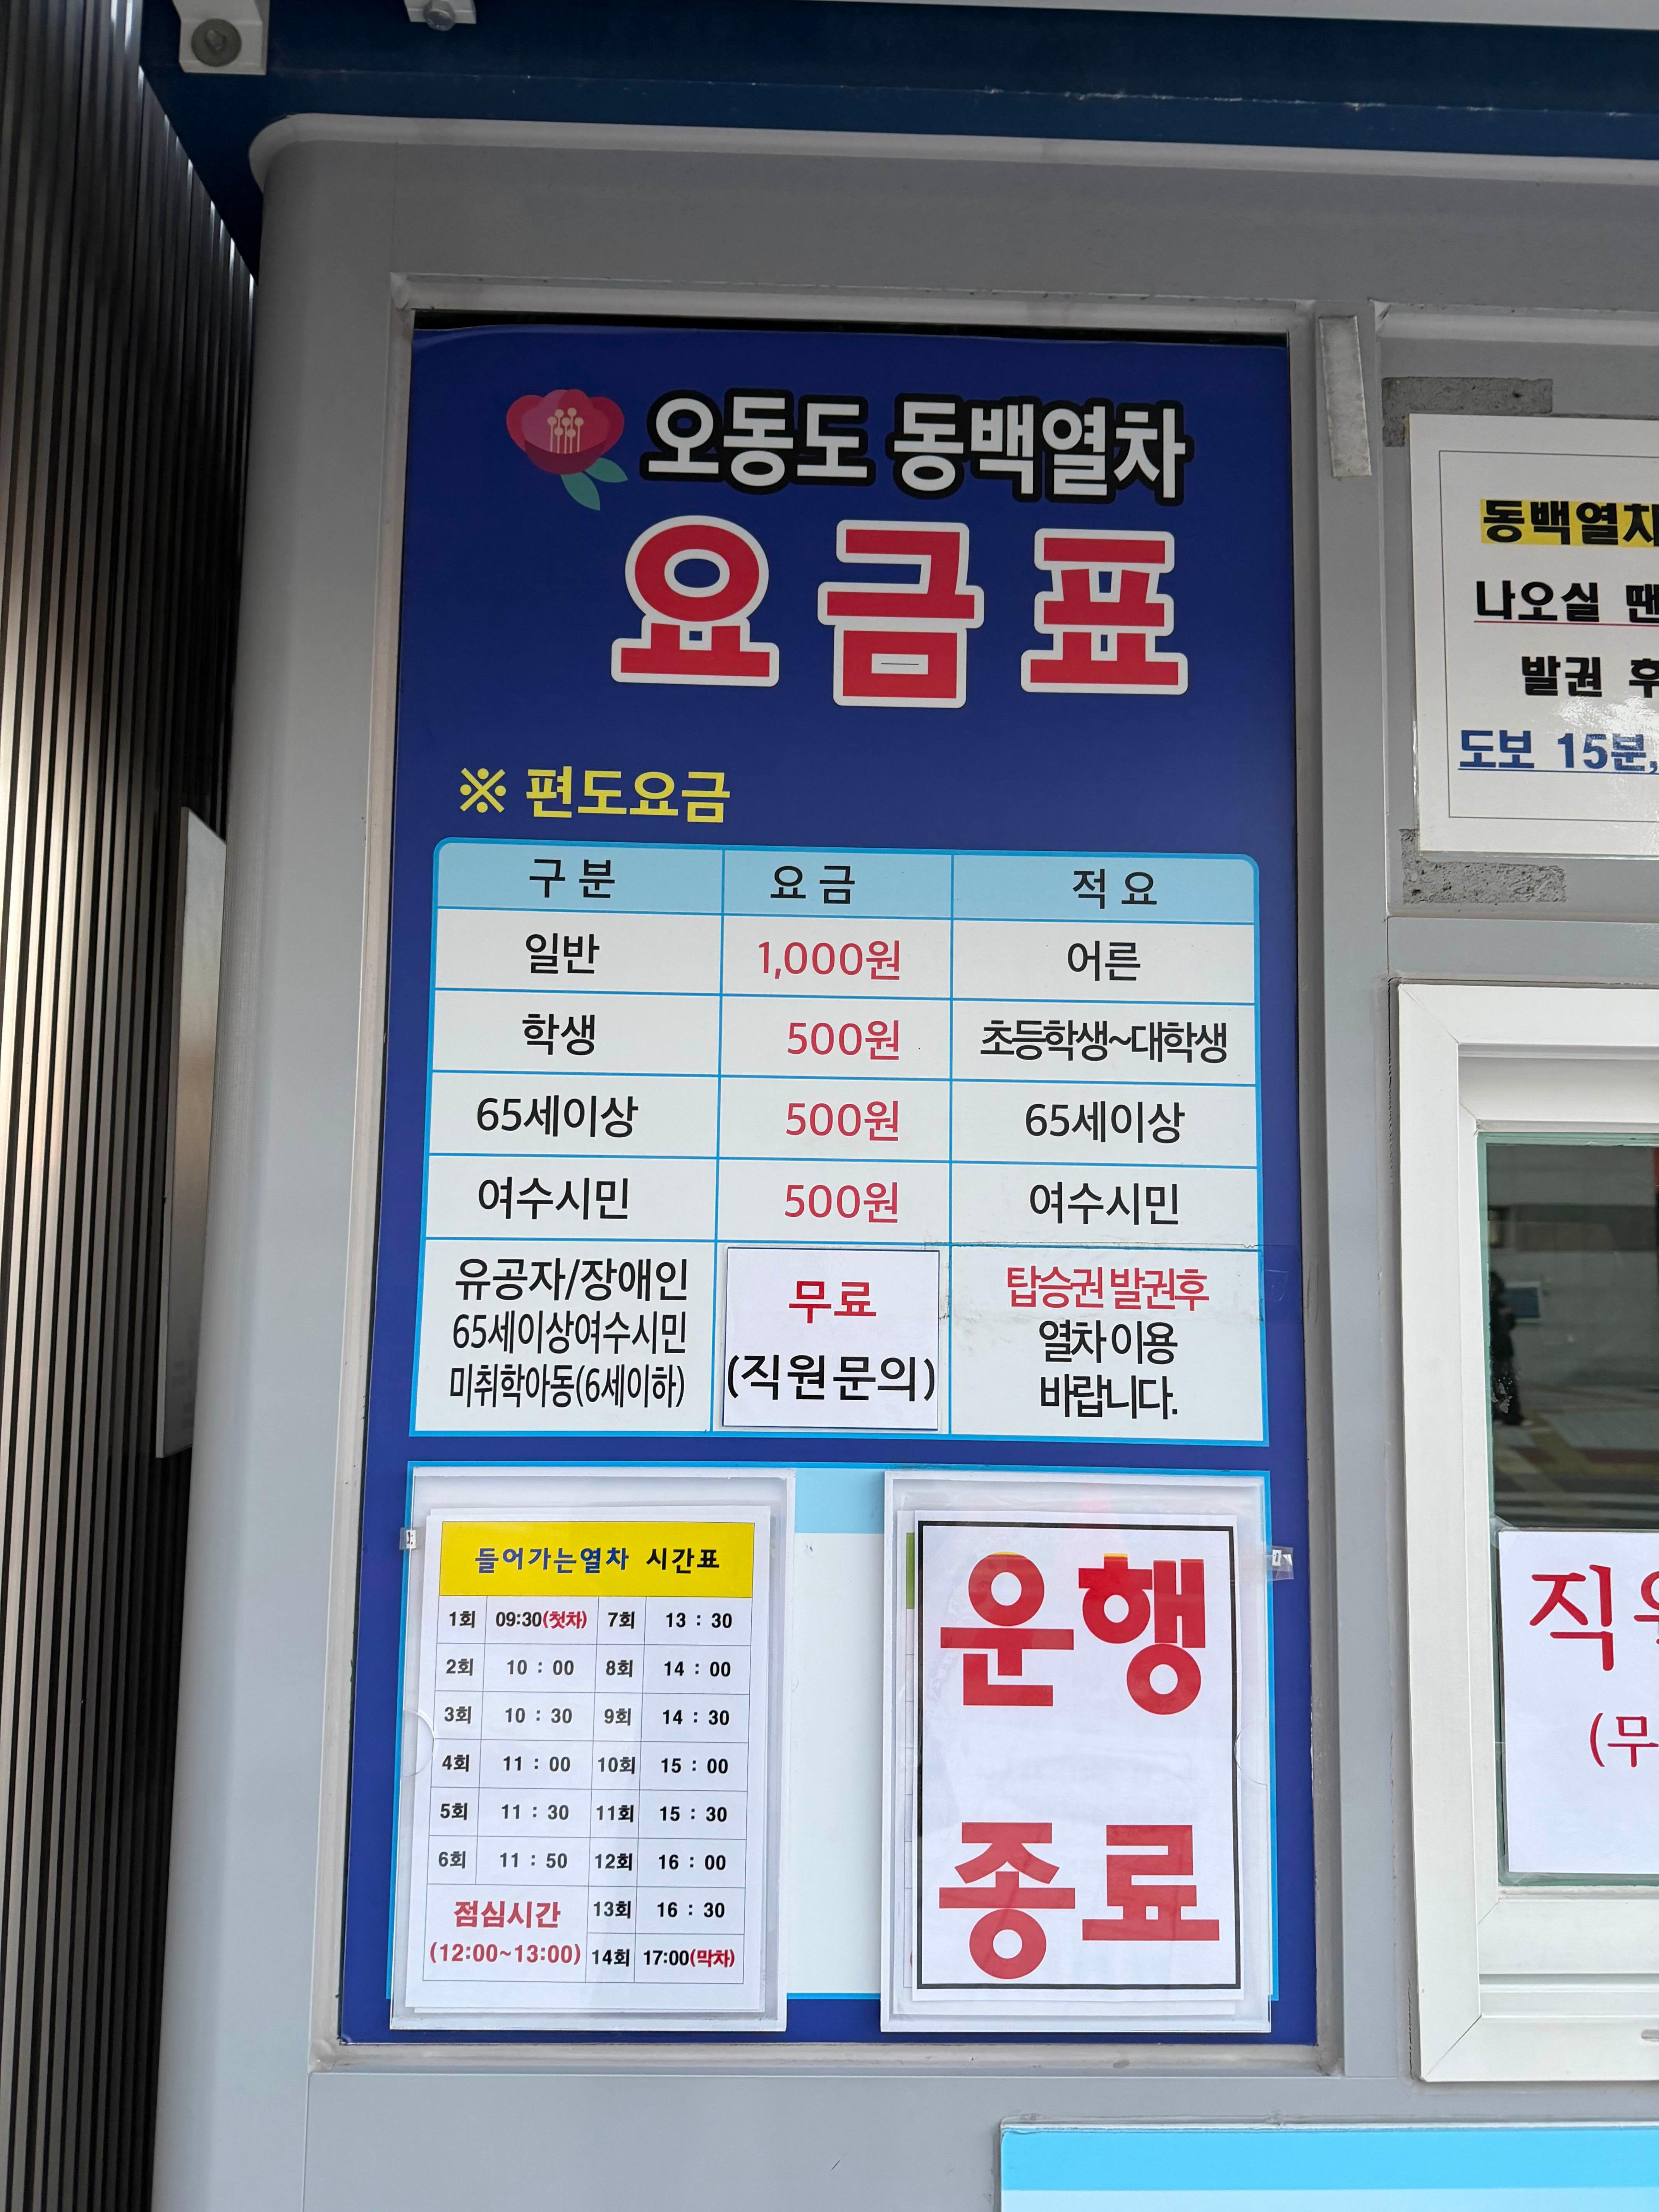 오동도 동백열차
요금표
※ 편도요금
구분 요금 적요
일반 1,000원 어른
학생 500원 초등학생~대학생
65세이상 500원 65세이상
여수시민 500원 여수시민
유공자/장애인
65세이상여수시민
미취학아동(6세이하)
무료
(직원문의)
탑승권 발권후
열차 이용
바랍니다.
들어가는열차 시간표
1회 09:30(첫차) 7회 13 : 30
2회 10 : 00 8회 14 : 00
3회 10 : 30 9회 14 : 30
4회 11 : 00 10회 15 : 00
5회 11 : 30 11회 15 : 30
6회 11 : 50 12회 16 : 00
점심시간
(12:00~13:00)
13회 16 : 30
14회 17:00(막차)
운행
종료
동백열차
나오실 땐
발권 후
도보 15분,
직
(무